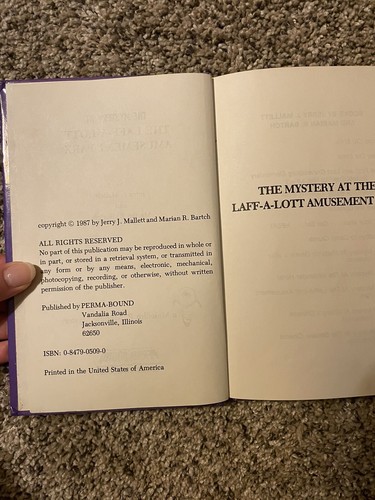 copyright © 1987 by Jerry J. Mallett and Marian R. Bartch
ALL RIGHTS RESERVED
No part of this publication may be reproduced in whole or
in part, or stored in a retrieval system, or transmitted in
any form or by any means, electronic, mechanical,
photocopying, recording, or otherwise, without written
permission of the publisher.
Published by PERMA-BOUND
Vandalia Road
Jacksonville, Illinois
62650
ISBN: 0-8479-0509-0
Printed in the United States of America
THE MYSTERY AT THE
LAFF-A-LOTT AMUSEMENT